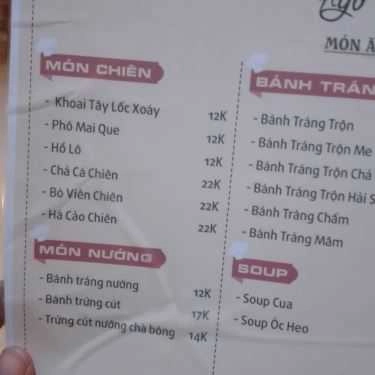 MÓN Ă
MÓN CHIÊN
- Khoai Tây Lốc Xoáy 12K
- Phô Mai Que 12K
- Hồ Lô 12K
- Chả Cá Chiên 22K
- Bò Viên Chiên 22K
- Há Cảo Chiên 22K
MÓN NƯỚNG
- Bánh tráng nướng 12K
- Bánh trứng cút 17K
- Trứng cút nướng chà bông 14K
BÁNH TRÁN
- Bánh Tráng Trộn
- Bánh Tráng Trộn Me
- Bánh Tráng Trộn Chả
- Bánh Tráng Trộn Hải S
- Bánh Tráng Chấm
- Bánh Tráng Mâm
SOUP
- Soup Cua
- Soup Óc Heo